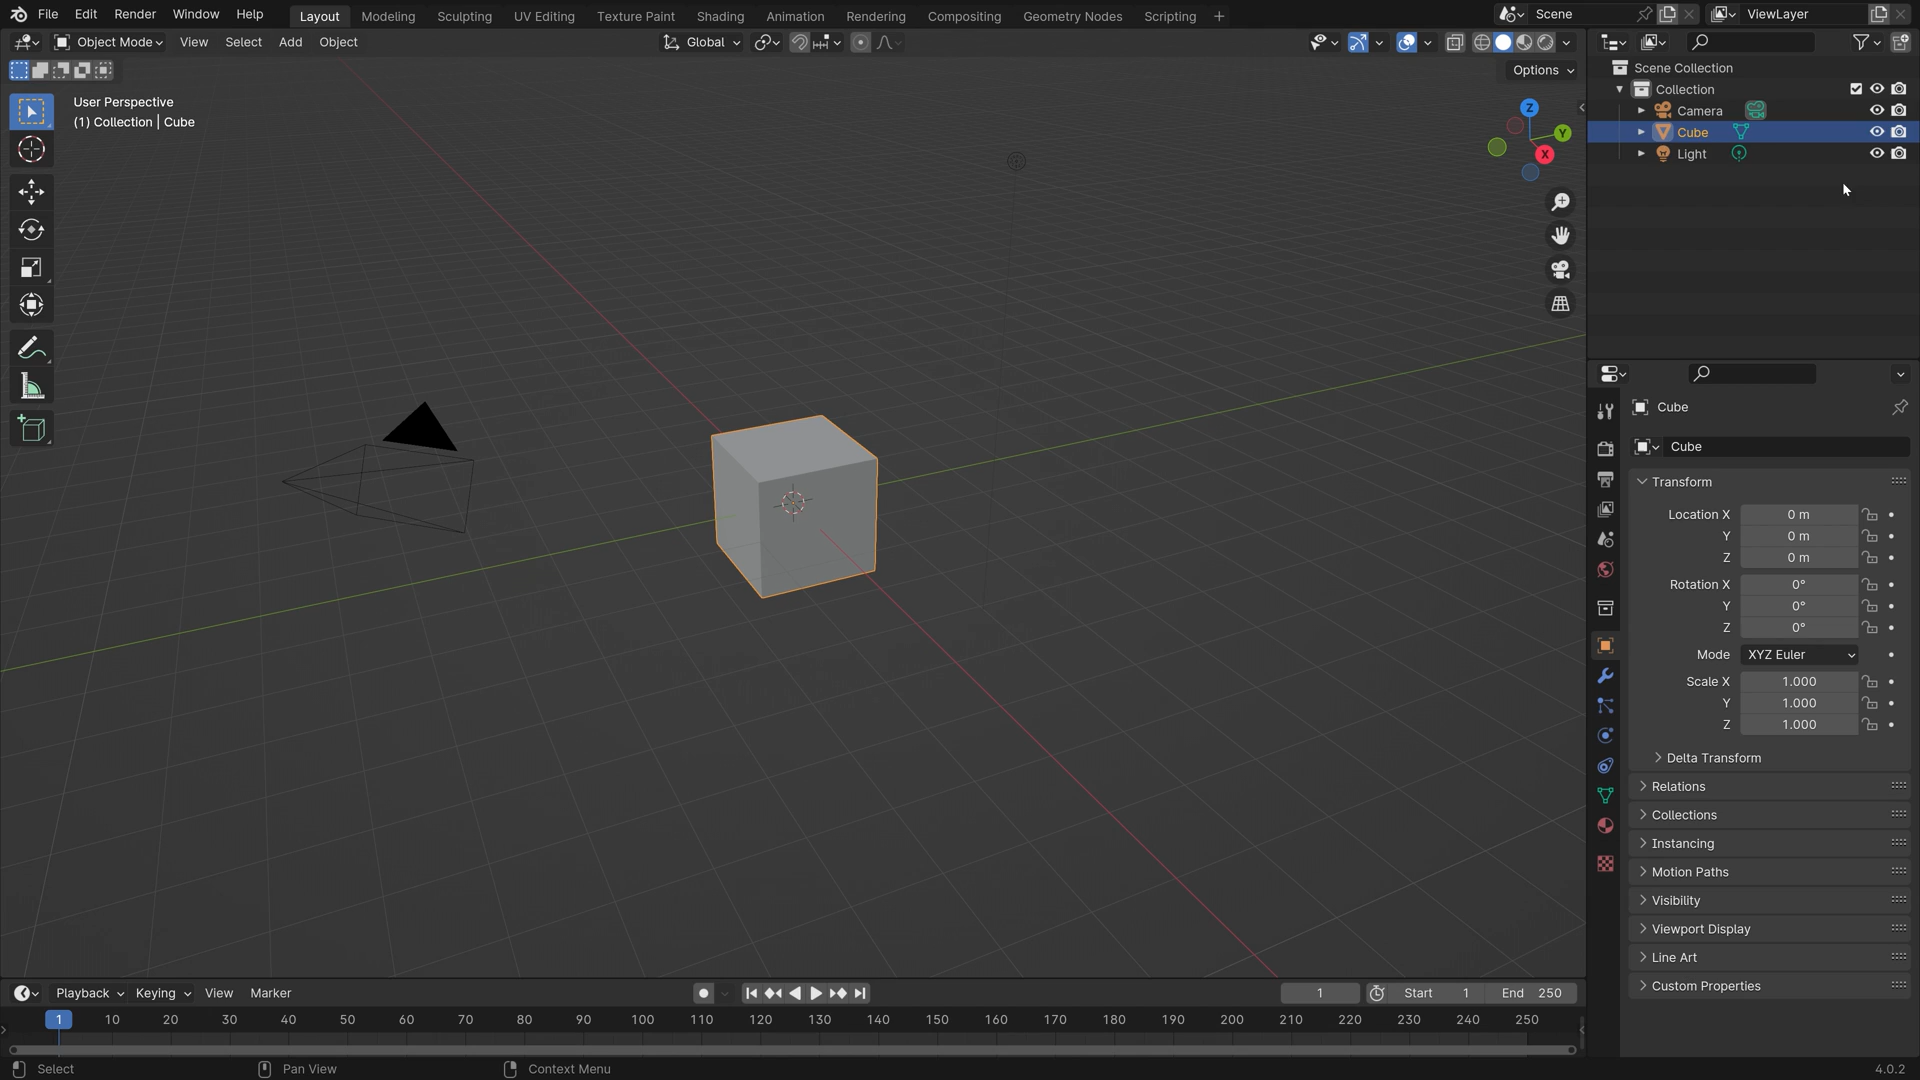 File Edit Render Window Help Layout Modeling Sculpting UV Editing Texture Paint Shading Animation Rendering Compositing Geometry Nodes Scripting + Scene ViewLayer
Object Mode View Select Add Object Global
Options
User Perspective
(1) Collection | Cube
Z
Y
X
Scene Collection
Collection
Camera
Cube
Light
Cube
Cube
Transform
Location X 0 m
Y 0 m
Z 0 m
Rotation X 0°
Y 0°
Z 0°
Mode XYZ Euler
Scale X 1.000
Y 1.000
Z 1.000
Delta Transform
Relations
Collections
Instancing
Motion Paths
Visibility
Viewport Display
Line Art
Custom Properties
Playback Keying View Marker 1 Start 1 End 250
1 10 20 30 40 50 60 70 80 90 100 110 120 130 140 150 160 170 180 190 200 210 220 230 240 250
Select Pan View Context Menu 4.0.2